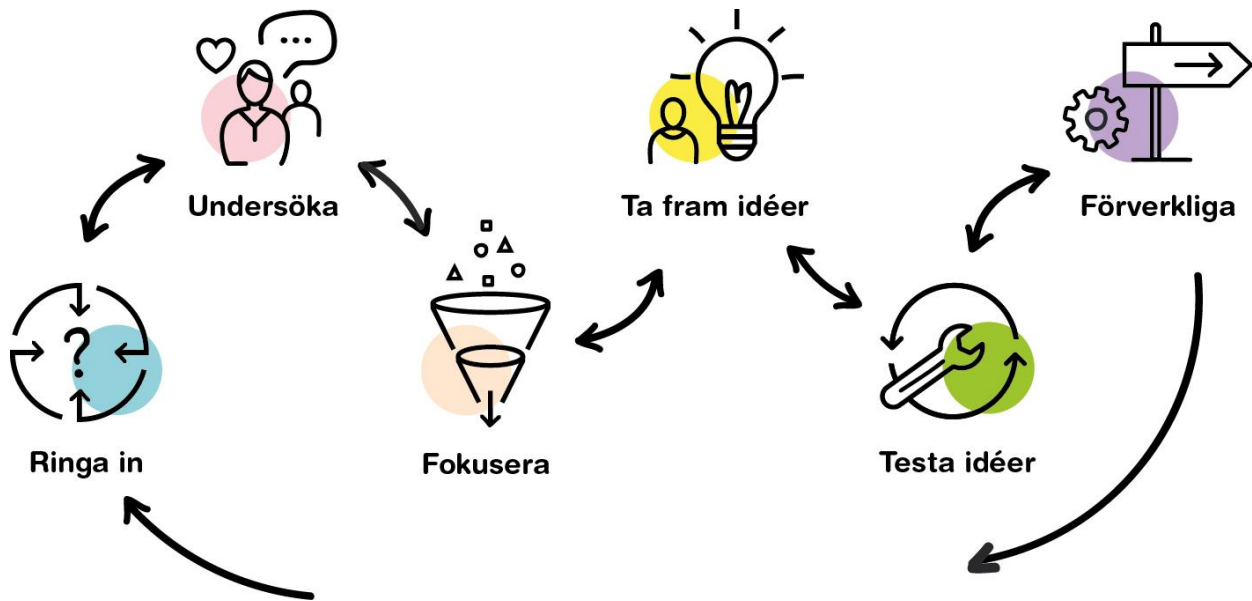 Undersöka
Ta fram idéer
Förverkliga
Ringa in
Fokusera
Testa idéer